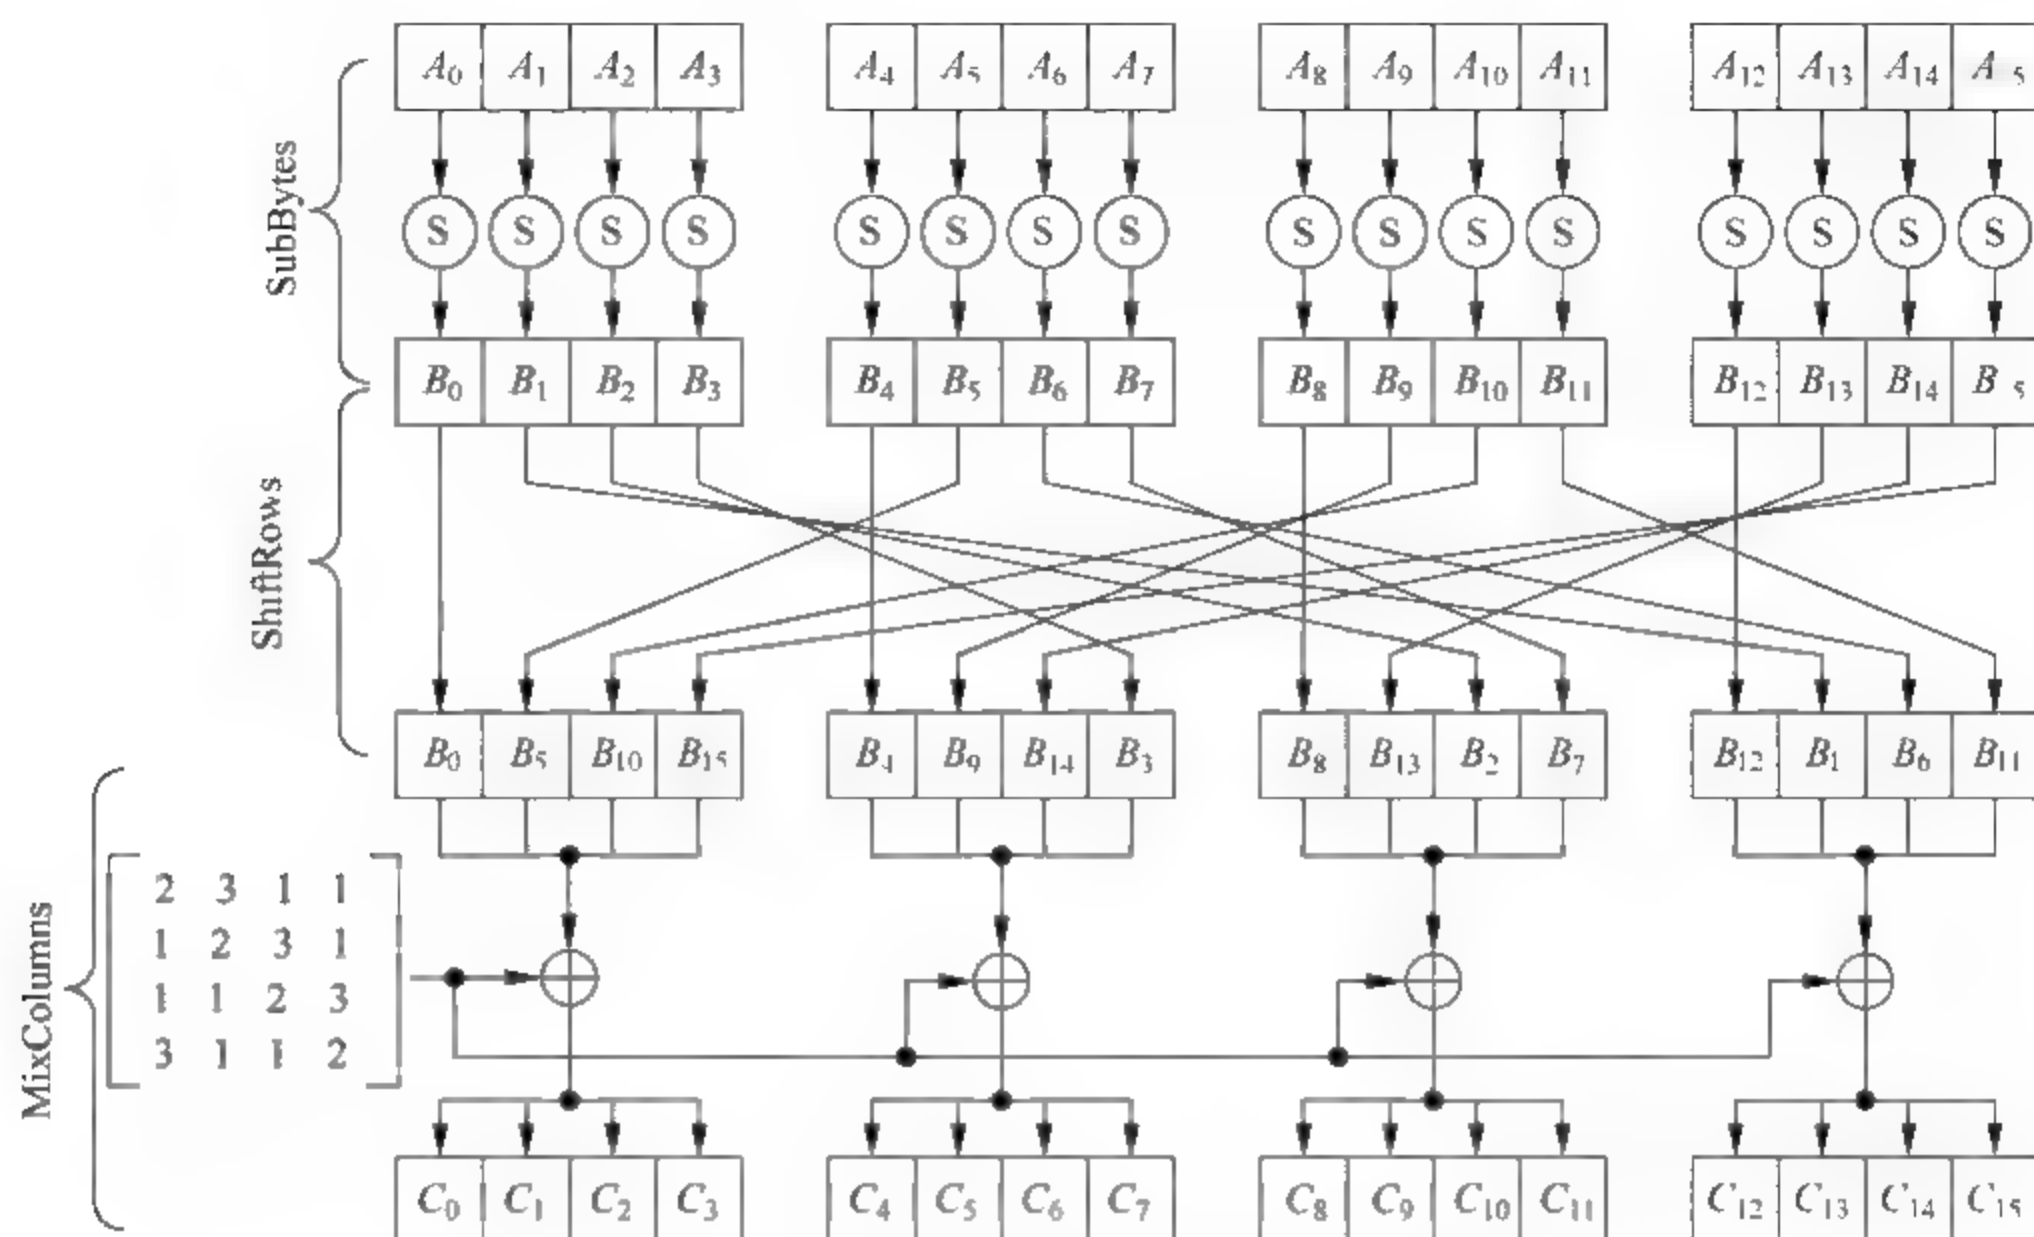 A₀ A₁ A₂ A₃ A₄ A₅ A₆ A₇ A₈ A₉ A₁₀ A₁₁ A₁₂ A₁₃ A₁₄ A ₅
SubBytes
S S S S S S S S S S S S S S S S
B₀ B₁ B₂ B₃ B₄ B₅ B₆ B₇ B₈ B₉ B₁₀ B₁₁ B₁₂ B₁₃ B₁₄ B ₅
ShiftRows
B₀ B₅ B₁₀ B₁₅ B₄ B₉ B₁₄ B₃ B₈ B₁₃ B₂ B₇ B₁₂ B₁ B₆ B₁₁
MixColumns
2 3 1 1
1 2 3 1
1 1 2 3
3 1 1 2
C₀ C₁ C₂ C₃ C₄ C₅ C₆ C₇ C₈ C₉ C₁₀ C₁₁ C₁₂ C₁₃ C₁₄ C₁₅